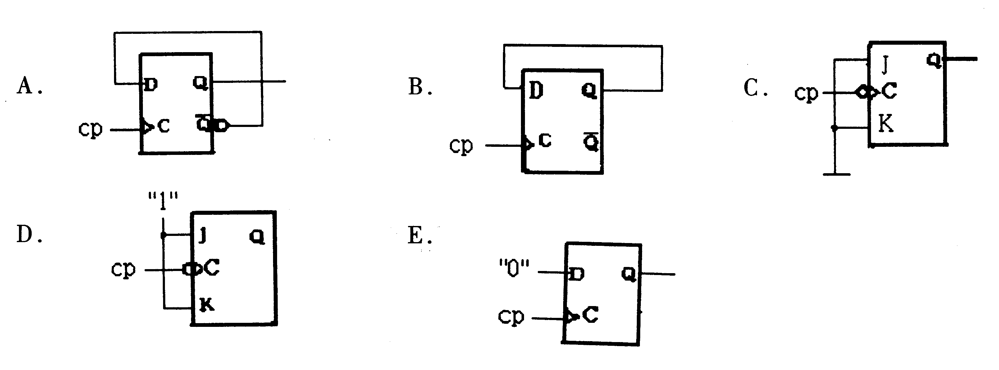 A.
D Q
cp C Q̅
B.
D Q
cp C Q̅
C.
J Q
cp C
K
D.
"1"
J Q
cp C
K
E.
"0" D Q
cp C